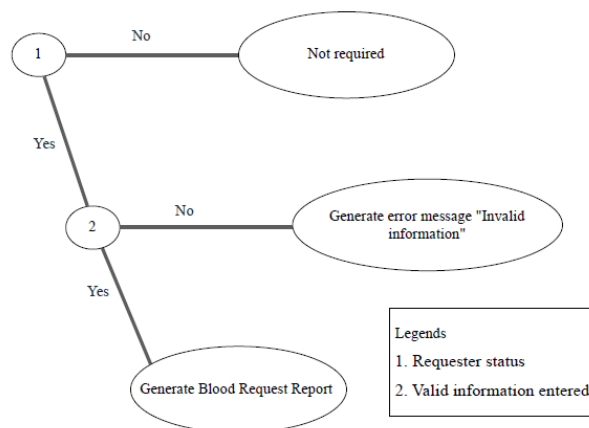 No
1
Not required
Yes
No
2
Generate error message "Invalid
information"
Yes
Generate Blood Request Report
Legends
1. Requester status
2. Valid information entered